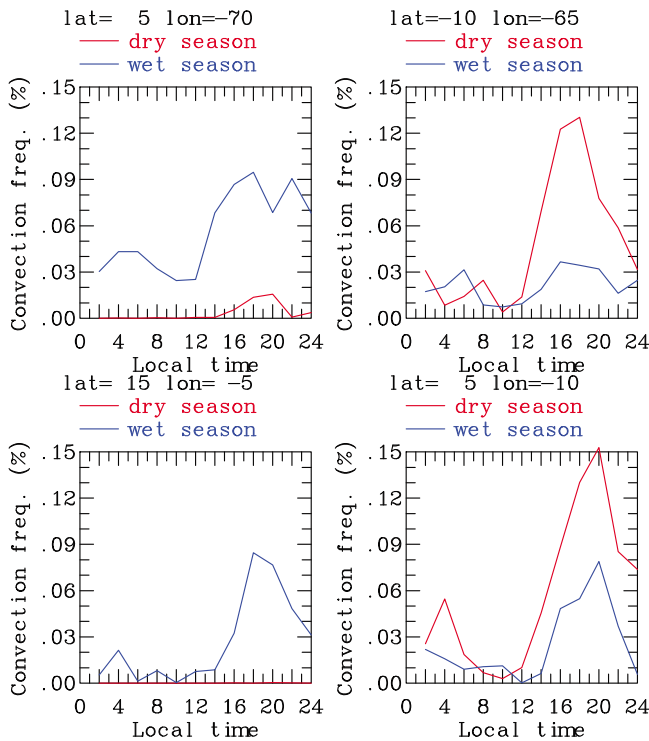 lat=  5 lon=−70
dry season
wet season
Convection freq. (%)
.15
.12
.09
.06
.03
.00
0 4 8 12 16 20 24
Local time
lat=−10 lon=−65
dry season
wet season
Convection freq. (%)
.15
.12
.09
.06
.03
.00
0 4 8 12 16 20 24
Local time
lat= 15 lon= −5
dry season
wet season
Convection freq. (%)
.15
.12
.09
.06
.03
.00
0 4 8 12 16 20 24
Local time
lat=  5 lon=−10
dry season
wet season
Convection freq. (%)
.15
.12
.09
.06
.03
.00
0 4 8 12 16 20 24
Local time